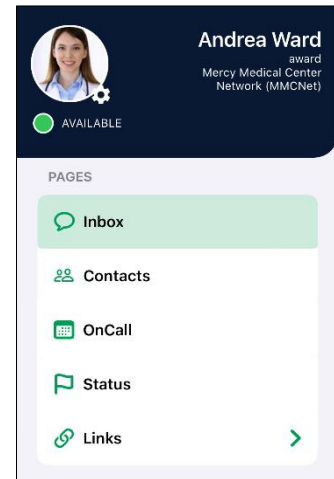 Andrea Ward
award
Mercy Medical Center
Network (MMCNet)
AVAILABLE
PAGES
Inbox
Contacts
OnCall
Status
Links